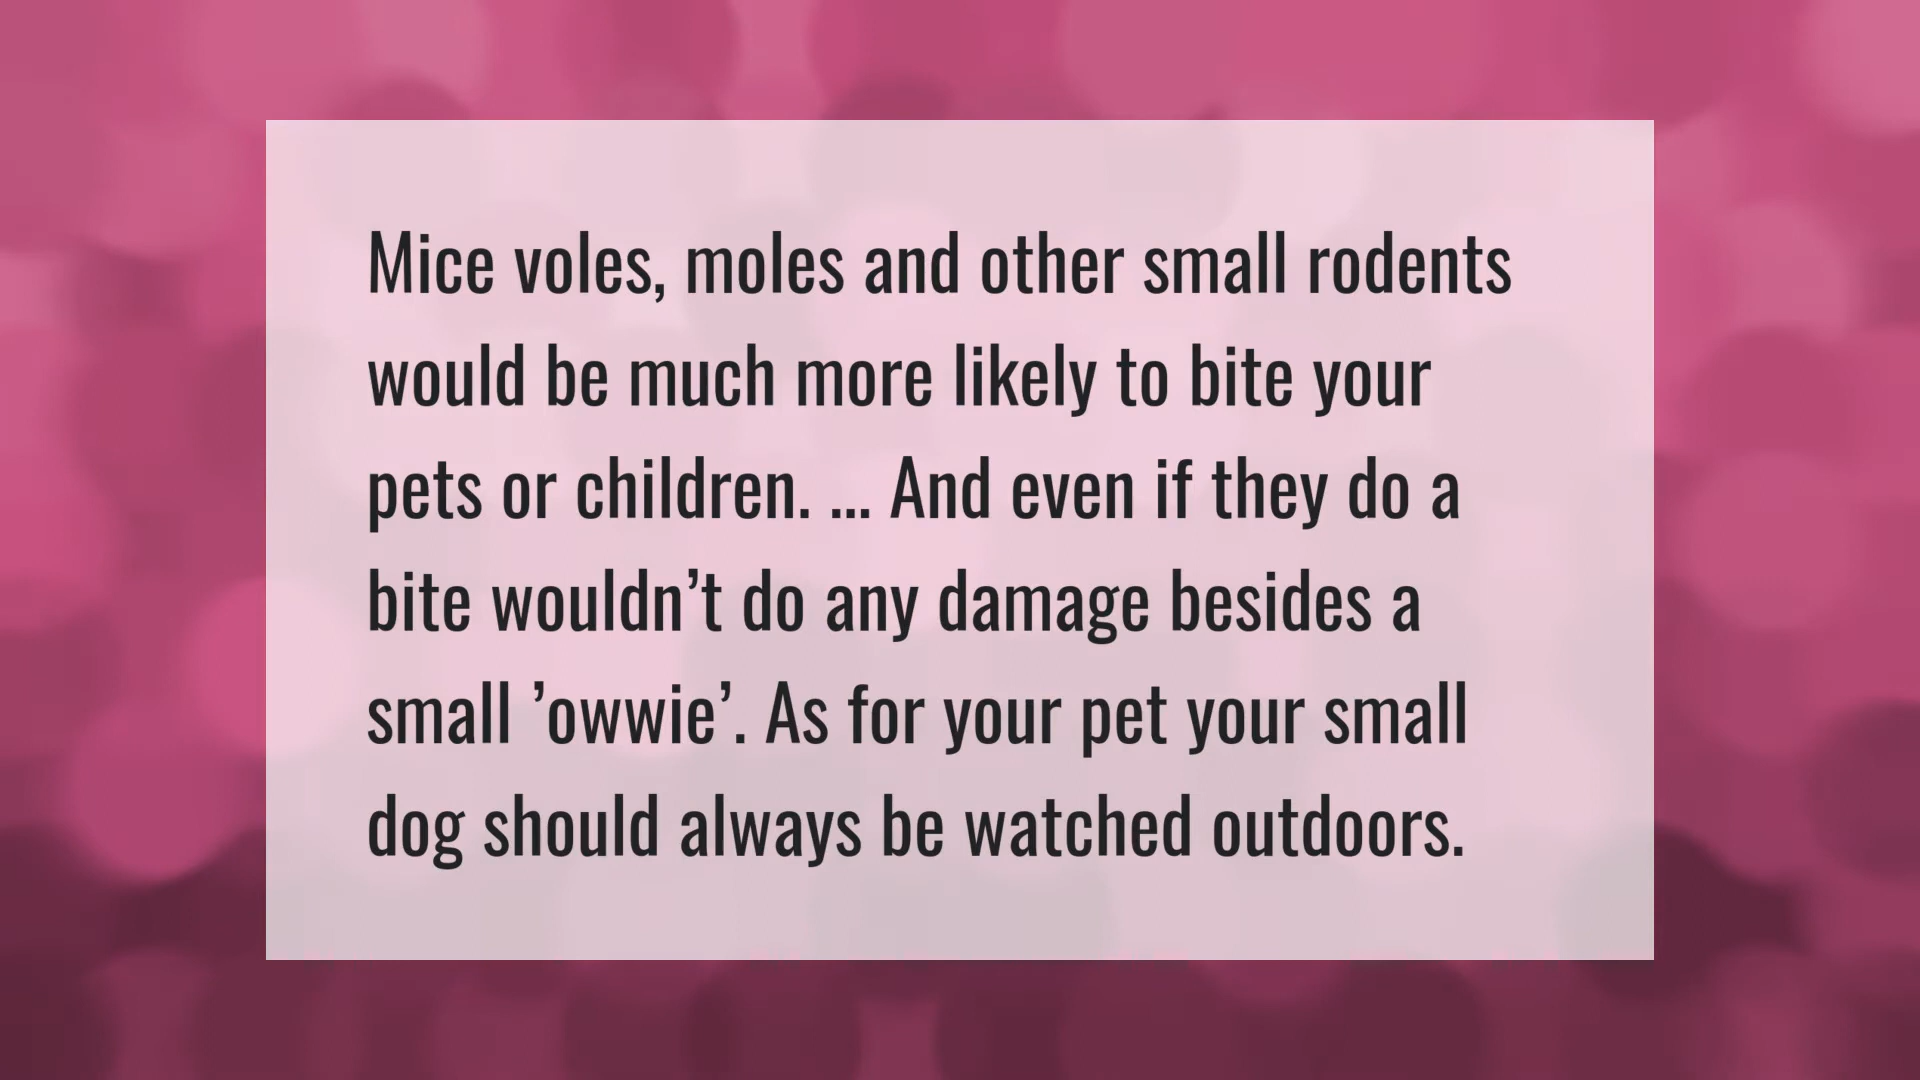 Mice voles, moles and other small rodents
would be much more likely to bite your
pets or children. ... And even if they do a
bite wouldn’t do any damage besides a
small ’owwie’. As for your pet your small
dog should always be watched outdoors.